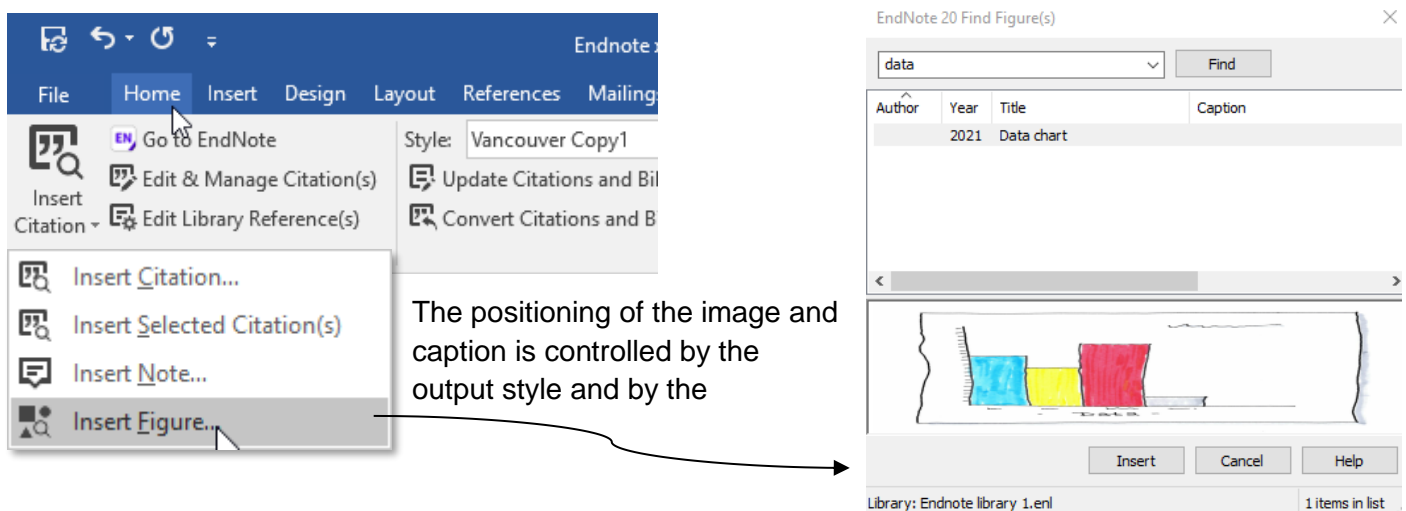 Endnote x
File Home Insert Design Layout References Mailing
Go to EndNote
Edit & Manage Citation(s)
Edit Library Reference(s)
Insert
Citation
Style: Vancouver Copy1
Update Citations and Bi
Convert Citations and B
Insert Citation...
Insert Selected Citation(s)
Insert Note...
Insert Figure...
The positioning of the image and
caption is controlled by the
output style and by the
EndNote 20 Find Figure(s)
data Find
Author Year Title Caption
2021 Data chart
Data
Insert Cancel Help
Library: Endnote library 1.enl 1 items in list